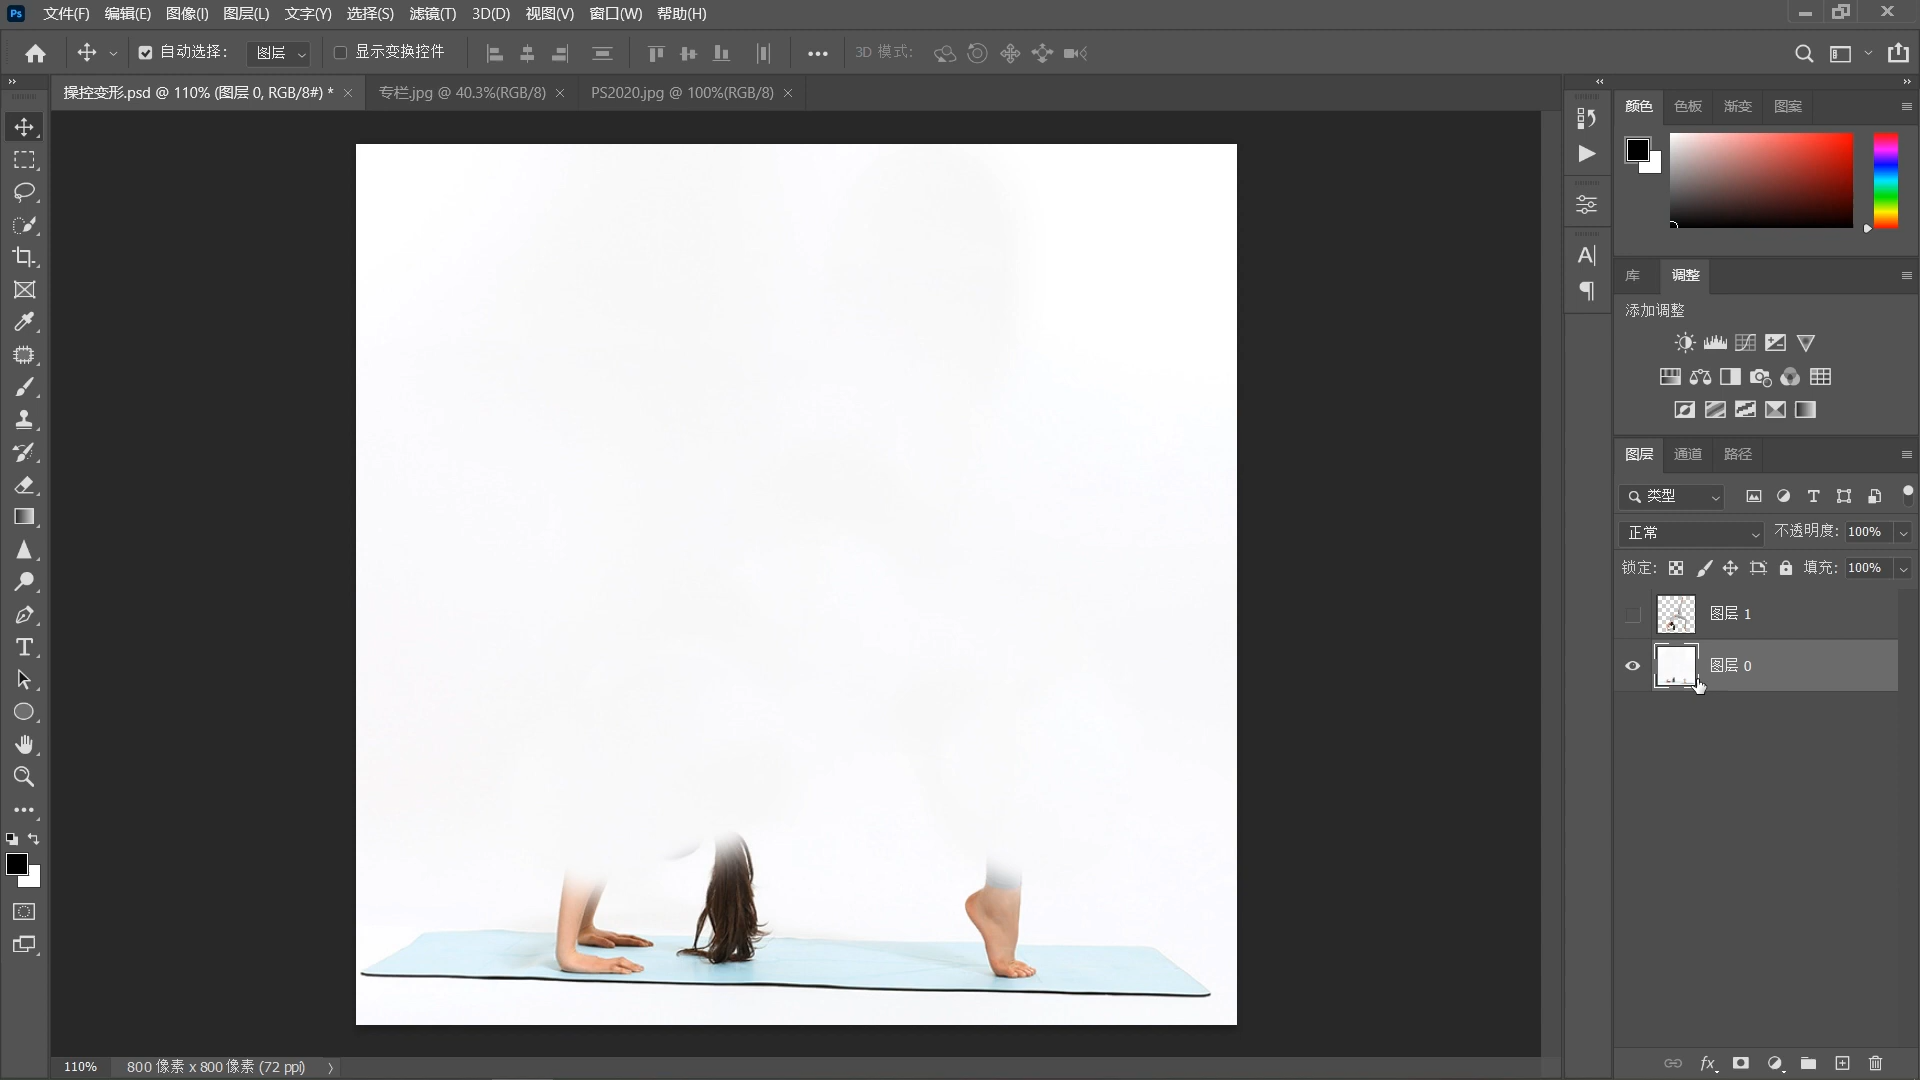 Ps 文件(F) 编辑(E) 图像(I) 图层(L) 文字(Y) 选择(S) 滤镜(T) 3D(D) 视图(V) 窗口(W) 帮助(H)
自动选择: 图层 显示变换控件 3D 模式:
操控变形.psd @ 110% (图层 0, RGB/8#) * 专栏.jpg @ 40.3%(RGB/8) PS2020.jpg @ 100%(RGB/8)
颜色 色板 渐变 图案
库 调整
添加调整
图层 通道 路径
类型
正常 不透明度: 100%
锁定: 填充: 100%
图层 1
图层 0
110% 800 像素 x 800 像素 (72 ppi)